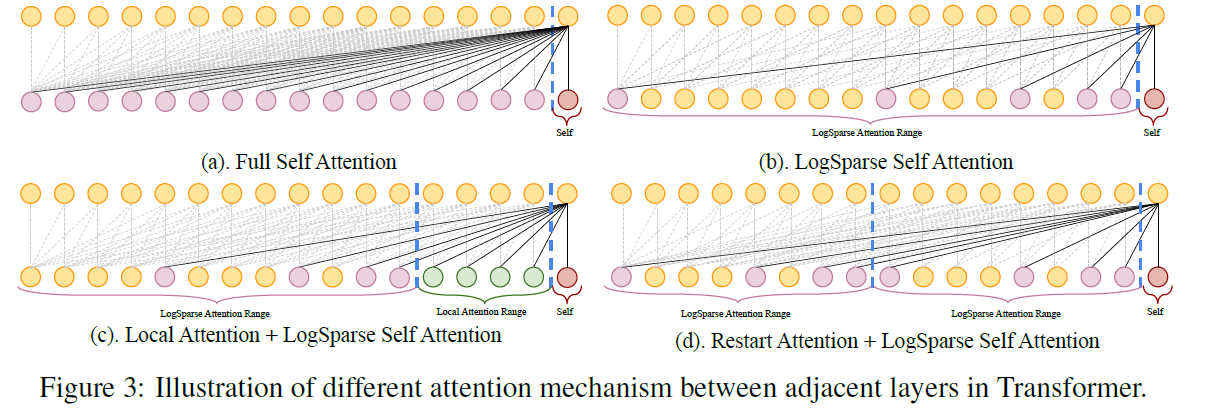 Self
LogSparse Attention Range
Self
(a). Full Self Attention
(b). LogSparse Self Attention
LogSparse Attention Range
Local Attention Range
Self
LogSparse Attention Range
LogSparse Attention Range
Self
(c). Local Attention + LogSparse Self Attention
(d). Restart Attention + LogSparse Self Attention
Figure 3: Illustration of different attention mechanism between adjacent layers in Transformer.